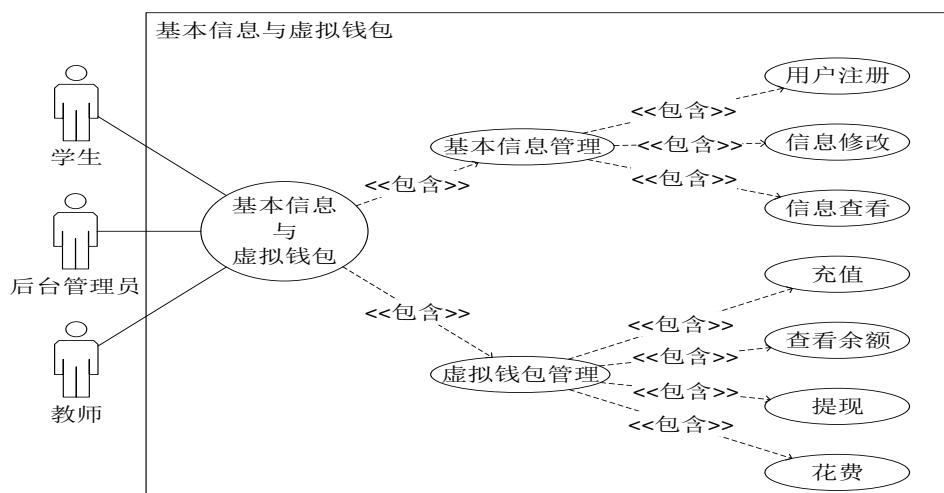 基本信息与虚拟钱包
学生
后台管理员
教师
基本信息
与
虚拟钱包
<<包含>>
<<包含>>
基本信息管理
<<包含>>
<<包含>>
<<包含>>
用户注册
信息修改
信息查看
虚拟钱包管理
<<包含>>
<<包含>>
<<包含>>
<<包含>>
充值
查看余额
提现
花费